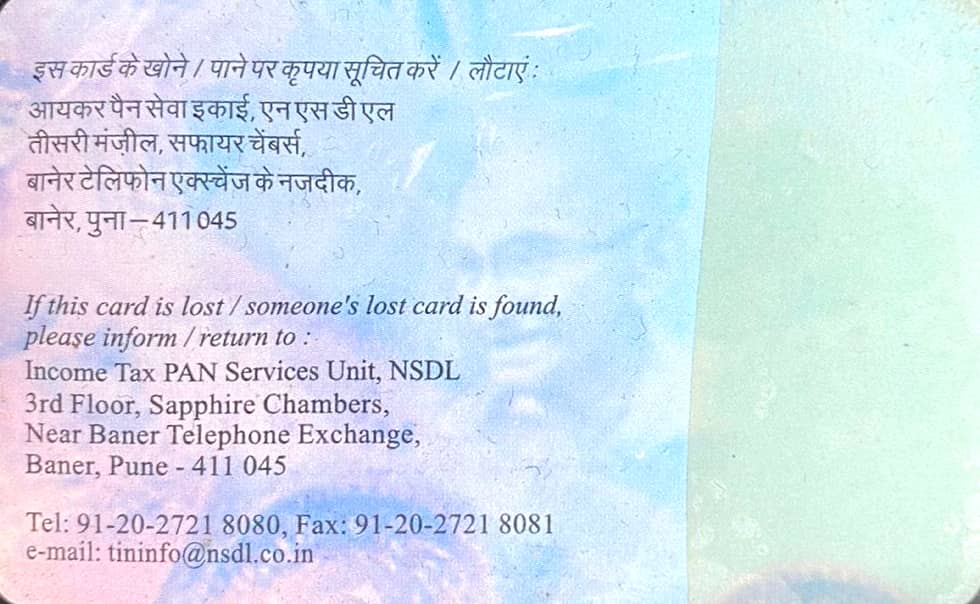 इस कार्ड के खोने / पाने पर कृपया सूचित करें / लौटाएं :
आयकर पैन सेवा इकाई, एन एस डी एल
तीसरी मंज़ील, सफायर चेंबर्स,
बानेर टेलिफोन एक्स्चेंज के नजदीक,
बानेर, पुना – 411 045
If this card is lost / someone's lost card is found,
please inform / return to :
Income Tax PAN Services Unit, NSDL
3rd Floor, Sapphire Chambers,
Near Baner Telephone Exchange,
Baner, Pune - 411 045
Tel: 91-20-2721 8080, Fax: 91-20-2721 8081
e-mail: tininfo@nsdl.co.in